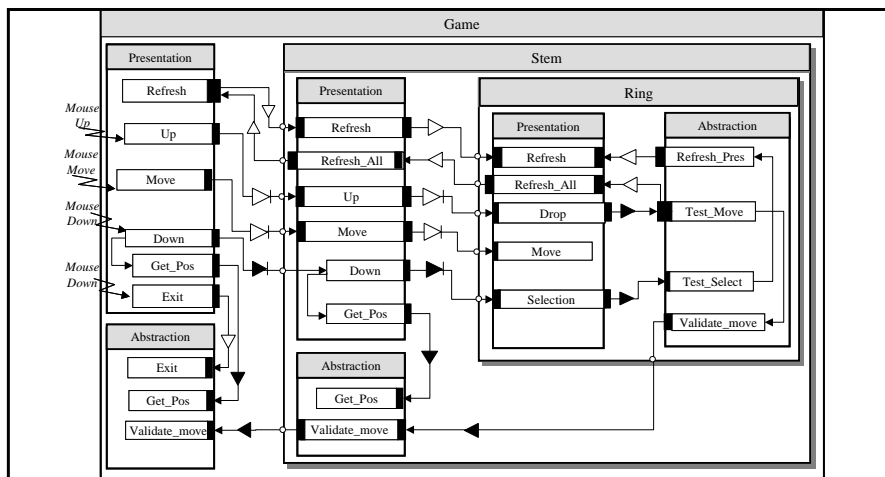 Game
Presentation
Refresh
Mouse
Up
Up
Mouse
Move
Move
Mouse
Down
Down
Get_Pos
Mouse
Down
Exit
Abstraction
Exit
Get_Pos
Validate_move
Stem
Presentation
Refresh
Refresh_All
Up
Move
Down
Get_Pos
Abstraction
Get_Pos
Validate_move
Ring
Presentation
Refresh
Refresh_All
Drop
Move
Selection
Abstraction
Refresh_Pres
Test_Move
Test_Select
Validate_move